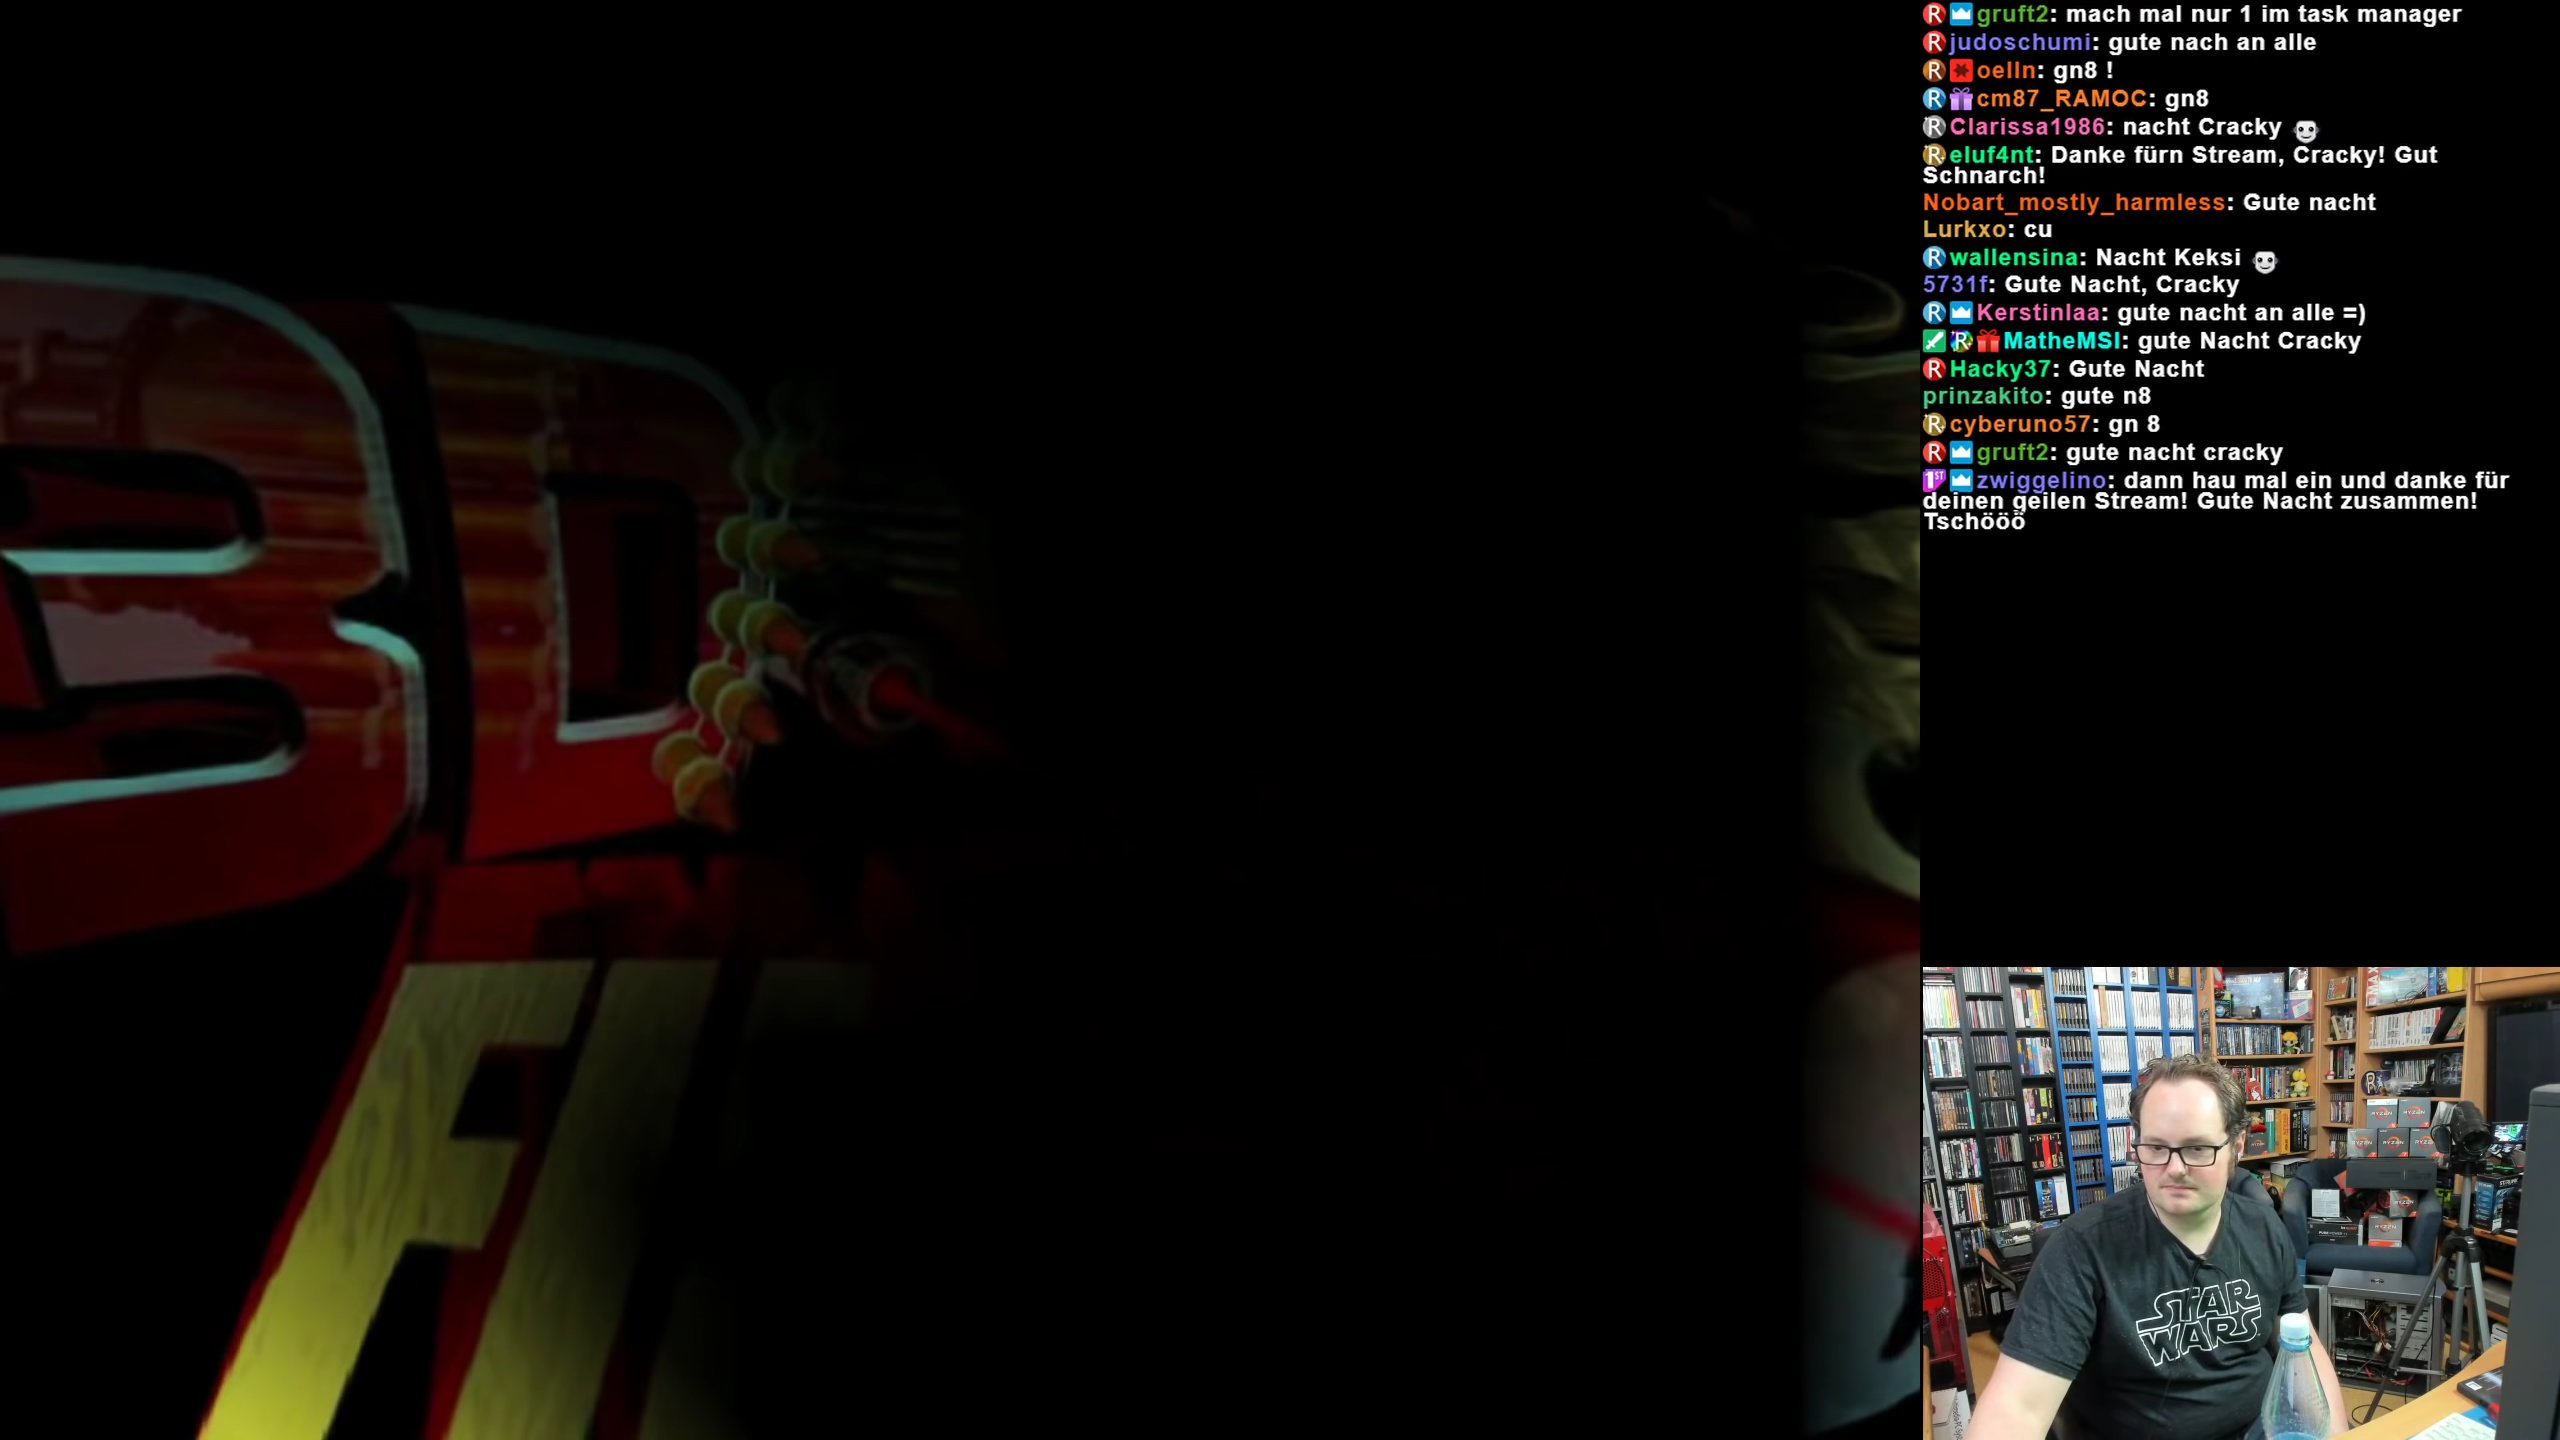 gruft2: mach mal nur 1 im task manager
judoschumi: gute nach an alle
oelln: gn8 !
cm87_RAMOC: gn8
Clarissa1986: nacht Cracky
eluf4nt: Danke fürn Stream, Cracky! Gut
Schnarch!
Nobart_mostly_harmless: Gute nacht
Lurkxo: cu
wallensina: Nacht Keksi
5731f: Gute Nacht, Cracky
Kerstinlaa: gute nacht an alle =)
MatheMSI: gute Nacht Cracky
Hacky37: Gute Nacht
prinzakito: gute n8
cyberuno57: gn 8
gruft2: gute nacht cracky
1ST zwiggelino: dann hau mal ein und danke für
deinen geilen Stream! Gute Nacht zusammen!
Tschööö
RYZEN
STAR
WARS